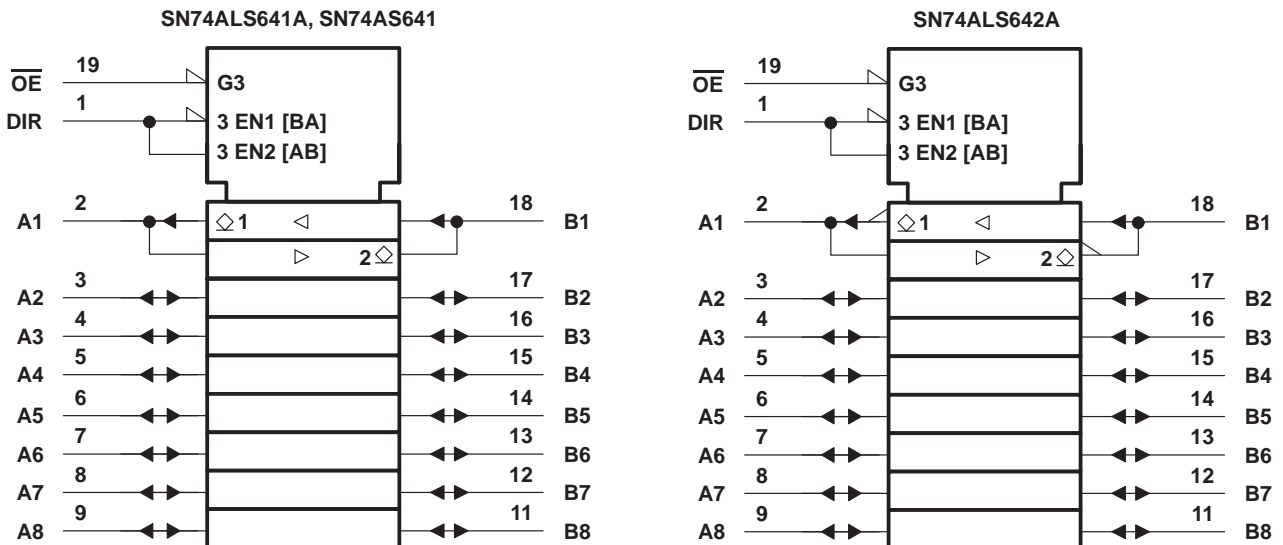 SN74ALS641A, SN74AS641
OE 19 G3
DIR 1 3 EN1 [BA]
3 EN2 [AB]
A1 2 1 18 B1
2
A2 3 17 B2
A3 4 16 B3
A4 5 15 B4
A5 6 14 B5
A6 7 13 B6
A7 8 12 B7
A8 9 11 B8
SN74ALS642A
OE 19 G3
DIR 1 3 EN1 [BA]
3 EN2 [AB]
A1 2 1 18 B1
2
A2 3 17 B2
A3 4 16 B3
A4 5 15 B4
A5 6 14 B5
A6 7 13 B6
A7 8 12 B7
A8 9 11 B8